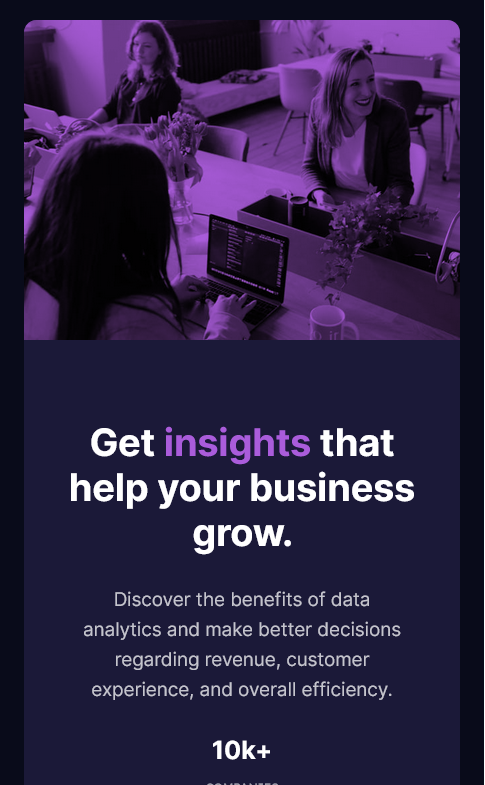 Get insights that
help your business
grow.
Discover the benefits of data
analytics and make better decisions
regarding revenue, customer
experience, and overall efficiency.
10k+